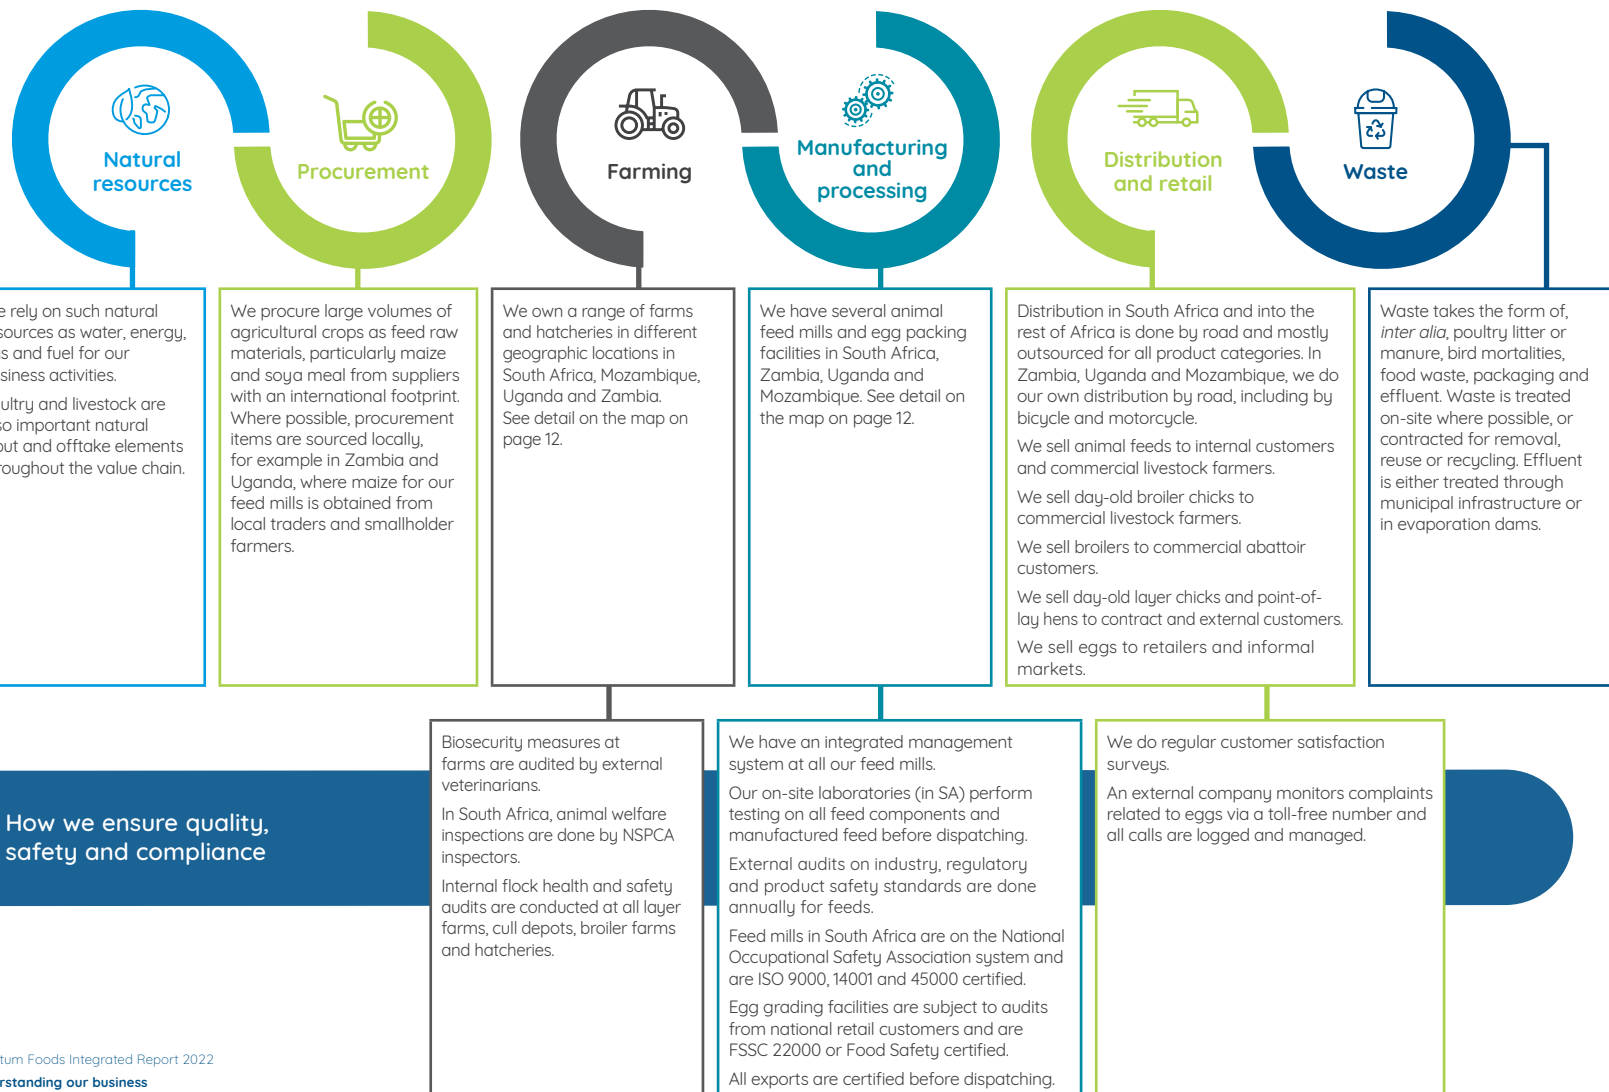 Natural
resources
Procurement
Farming
Manufacturing
and
processing
Distribution
and retail
Waste
rely on such natural
as water, energy,
and fuel for our
activities.
and livestock are
important natural
and offtake elements
the value chain.
We procure large volumes of
agricultural crops as feed raw
materials, particularly maize
and soya meal from suppliers
with an international footprint.
Where possible, procurement
items are sourced locally,
for example in Zambia and
Uganda, where maize for our
feed mills is obtained from
local traders and smallholder
farmers.
We own a range of farms
and hatcheries in different
geographic locations in
South Africa, Mozambique,
Uganda and Zambia.
See detail on the map on
page 12.
We have several animal
feed mills and egg packing
facilities in South Africa,
Zambia, Uganda and
Mozambique. See detail on
the map on page 12.
Distribution in South Africa and into the
rest of Africa is done by road and mostly
outsourced for all product categories. In
Zambia, Uganda and Mozambique, we do
our own distribution by road, including by
bicycle and motorcycle.
We sell animal feeds to internal customers
and commercial livestock farmers.
We sell day-old broiler chicks to
commercial livestock farmers.
We sell broilers to commercial abattoir
customers.
We sell day-old layer chicks and point-of-
lay hens to contract and external customers.
We sell eggs to retailers and informal
markets.
Waste takes the form of,
inter alia, poultry litter or
manure, bird mortalities,
food waste, packaging and
effluent. Waste is treated
on-site where possible, or
contracted for removal,
reuse or recycling. Effluent
is either treated through
municipal infrastructure or
in evaporation dams.
How we ensure quality,
safety and compliance
Biosecurity measures at
farms are audited by external
veterinarians.
In South Africa, animal welfare
inspections are done by NSPCA
inspectors.
Internal flock health and safety
audits are conducted at all layer
farms, cull depots, broiler farms
and hatcheries.
We have an integrated management
system at all our feed mills.
Our on-site laboratories (in SA) perform
testing on all feed components and
manufactured feed before dispatching.
External audits on industry, regulatory
and product safety standards are done
annually for feeds.
Feed mills in South Africa are on the National
Occupational Safety Association system and
are ISO 9000, 14001 and 45000 certified.
Egg grading facilities are subject to audits
from national retail customers and are
FSSC 22000 or Food Safety certified.
All exports are certified before dispatching.
We do regular customer satisfaction
surveys.
An external company monitors complaints
related to eggs via a toll-free number and
all calls are logged and managed.
Foods Integrated Report 2022
our business